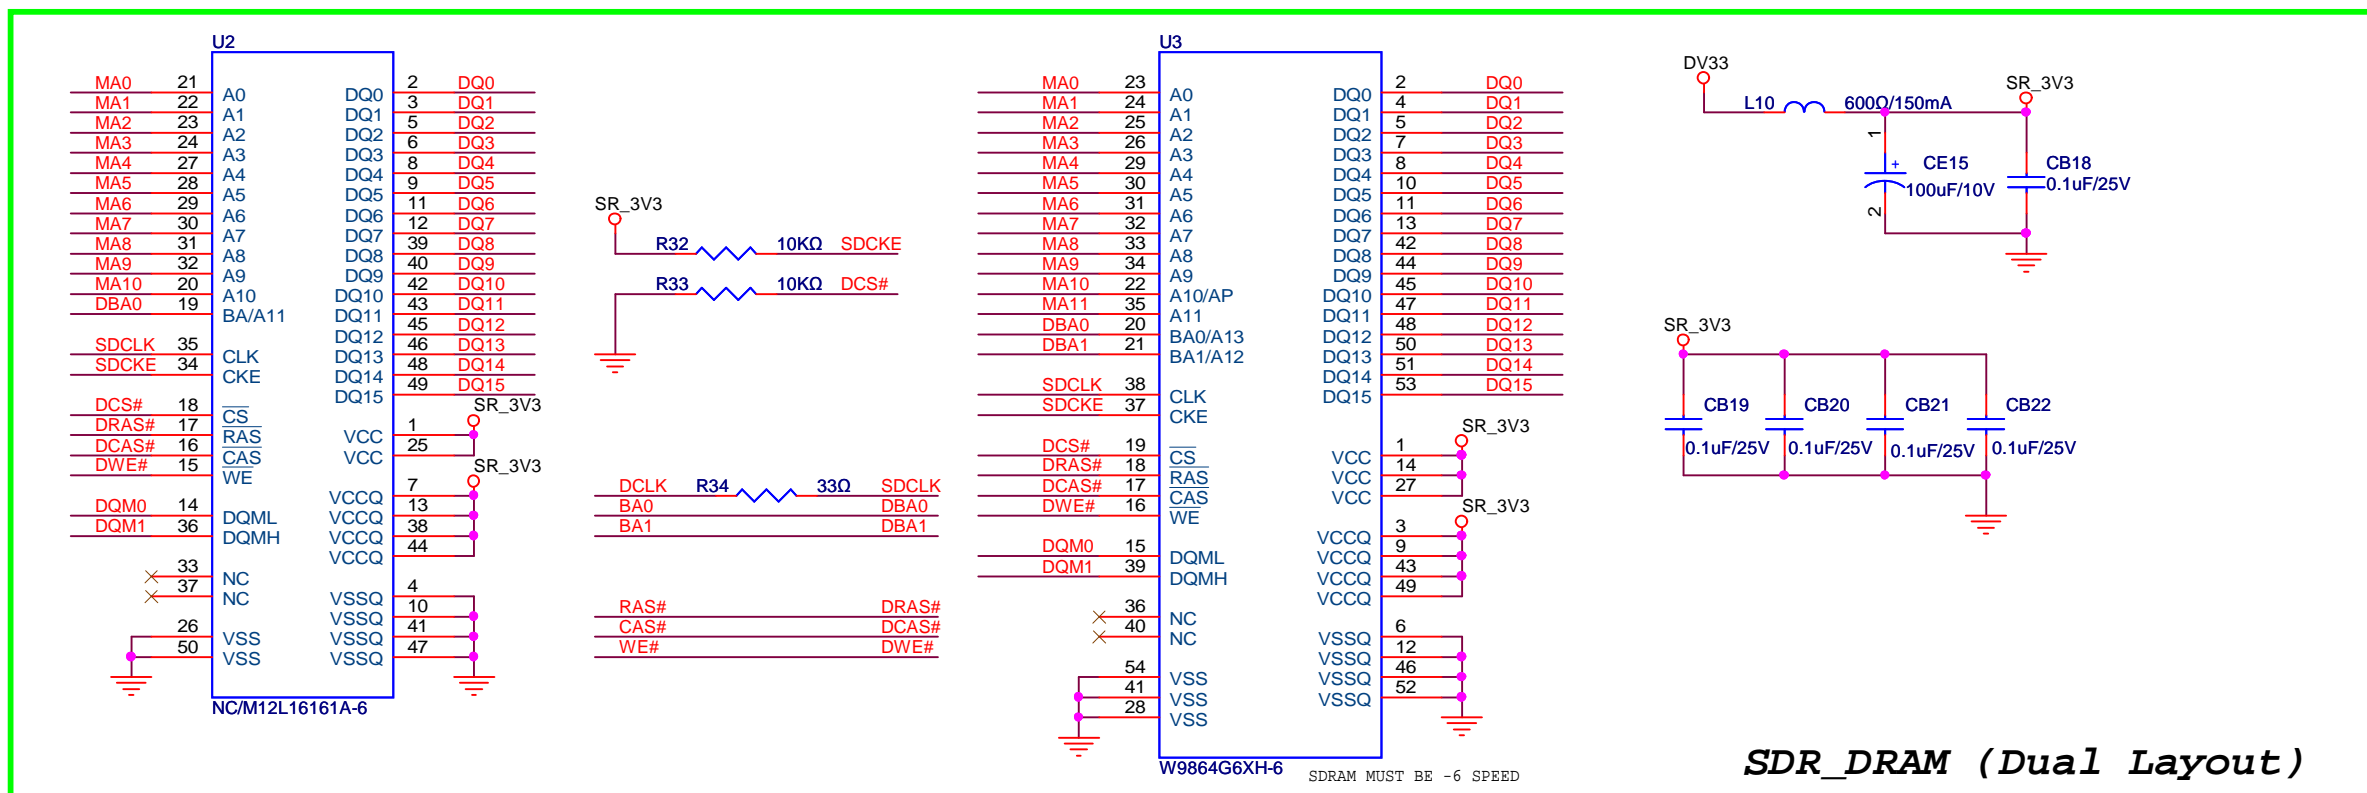 U2
MA0 21 A0 DQ0 2 DQ0
MA1 22 A1 DQ1 3 DQ1
MA2 23 A2 DQ2 5 DQ2
MA3 24 A3 DQ3 6 DQ3
MA4 27 A4 DQ4 8 DQ4
MA5 28 A5 DQ5 9 DQ5
MA6 29 A6 DQ6 11 DQ6
MA7 30 A7 DQ7 12 DQ7
MA8 31 A8 DQ8 39 DQ8
MA9 32 A9 DQ9 40 DQ9
MA10 20 A10 DQ10 42 DQ10
DBA0 19 BA/A11 DQ11 43 DQ11
DQ12 45 DQ12
SDCLK 35 CLK DQ13 46 DQ13
SDCKE 34 CKE DQ14 48 DQ14
DQ15 49 DQ15
SR_3V3
DCS# 18 CS
DRAS# 17 RAS VCC 1
DCAS# 16 CAS VCC 25
DWE# 15 WE
SR_3V3
VCCQ 7
DQM0 14 DQML VCCQ 13
DQM1 36 DQMH VCCQ 38
VCCQ 44
33 NC
37 NC VSSQ 4
VSSQ 10
26 VSS VSSQ 41
50 VSS VSSQ 47
NC/M12L16161A-6
SR_3V3
R32 10KΩ SDCKE
R33 10KΩ DCS#
DCLK R34 33Ω SDCLK
BA0 DBA0
BA1 DBA1
RAS# DRAS#
CAS# DCAS#
WE# DWE#
U3
MA0 23 A0 DQ0 2 DQ0
MA1 24 A1 DQ1 4 DQ1
MA2 25 A2 DQ2 5 DQ2
MA3 26 A3 DQ3 7 DQ3
MA4 29 A4 DQ4 8 DQ4
MA5 30 A5 DQ5 10 DQ5
MA6 31 A6 DQ6 11 DQ6
MA7 32 A7 DQ7 13 DQ7
MA8 33 A8 DQ8 42 DQ8
MA9 34 A9 DQ9 44 DQ9
MA10 22 A10/AP DQ10 45 DQ10
MA11 35 A11 DQ11 47 DQ11
DBA0 20 BA0/A13 DQ12 48 DQ12
DBA1 21 BA1/A12 DQ13 50 DQ13
DQ14 51 DQ14
SDCLK 38 CLK DQ15 53 DQ15
SDCKE 37 CKE
SR_3V3
DCS# 19 CS VCC 1
DRAS# 18 RAS VCC 14
DCAS# 17 CAS VCC 27
DWE# 16 WE
SR_3V3
VCCQ 3
DQM0 15 DQML VCCQ 9
DQM1 39 DQMH VCCQ 43
VCCQ 49
36 NC
40 NC VSSQ 6
VSSQ 12
54 VSS VSSQ 46
41 VSS VSSQ 52
28 VSS
W9864G6XH-6
SDRAM MUST BE -6 SPEED
DV33
SR_3V3
L10 600Ω/150mA
1
+
CE15
100uF/10V
2
CB18
0.1uF/25V
SR_3V3
CB19 CB20 CB21 CB22
0.1uF/25V 0.1uF/25V 0.1uF/25V 0.1uF/25V
SDR_DRAM (Dual Layout)